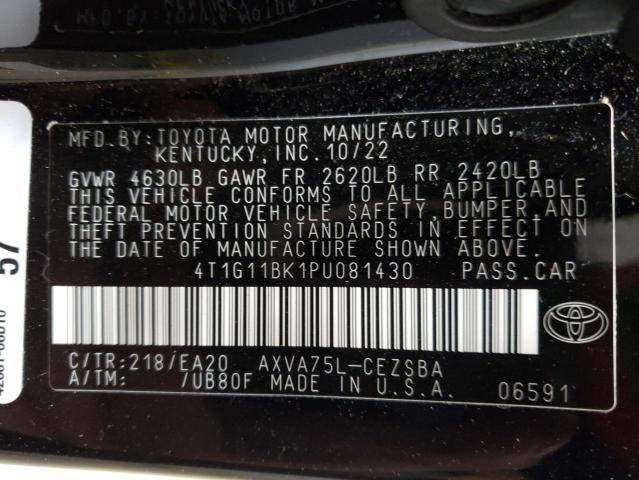 MFD.BY:TOYOTA MOTOR MANUFACTURING,
KENTUCKY,INC.10/22
GVWR 4630LB GAWR FR 2620LB RR 2420LB
THIS VEHICLE CONFORMS TO ALL APPLICABLE
FEDERAL MOTOR VEHICLE SAFETY,BUMPER,AND
THEFT PREVENTION STANDARDS IN EFFECT ON
THE DATE OF MANUFACTURE SHOWN ABOVE.
4T1G11BK1PU081430 PASS.CAR
C/TR:218/EA20 AXVA75L-CEZSBA
A/TM: /UB80F MADE IN U.S.A. 06591
57